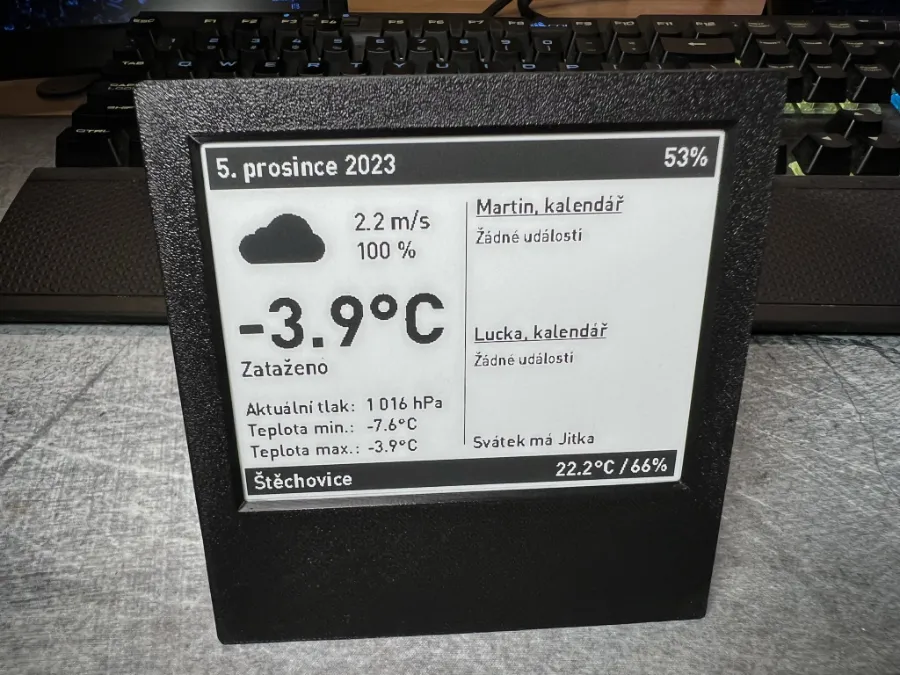 5. prosince 2023
53%
2.2 m/s
100 %
-3.9°C
Zataženo
Aktuální tlak: 1 016 hPa
Teplota min.: -7.6°C
Teplota max.: -3.9°C
Martin, kalendář
Žádné události
Lucka, kalendář
Žádné události
Svátek má Jitka
Štěchovice
22.2°C / 66%